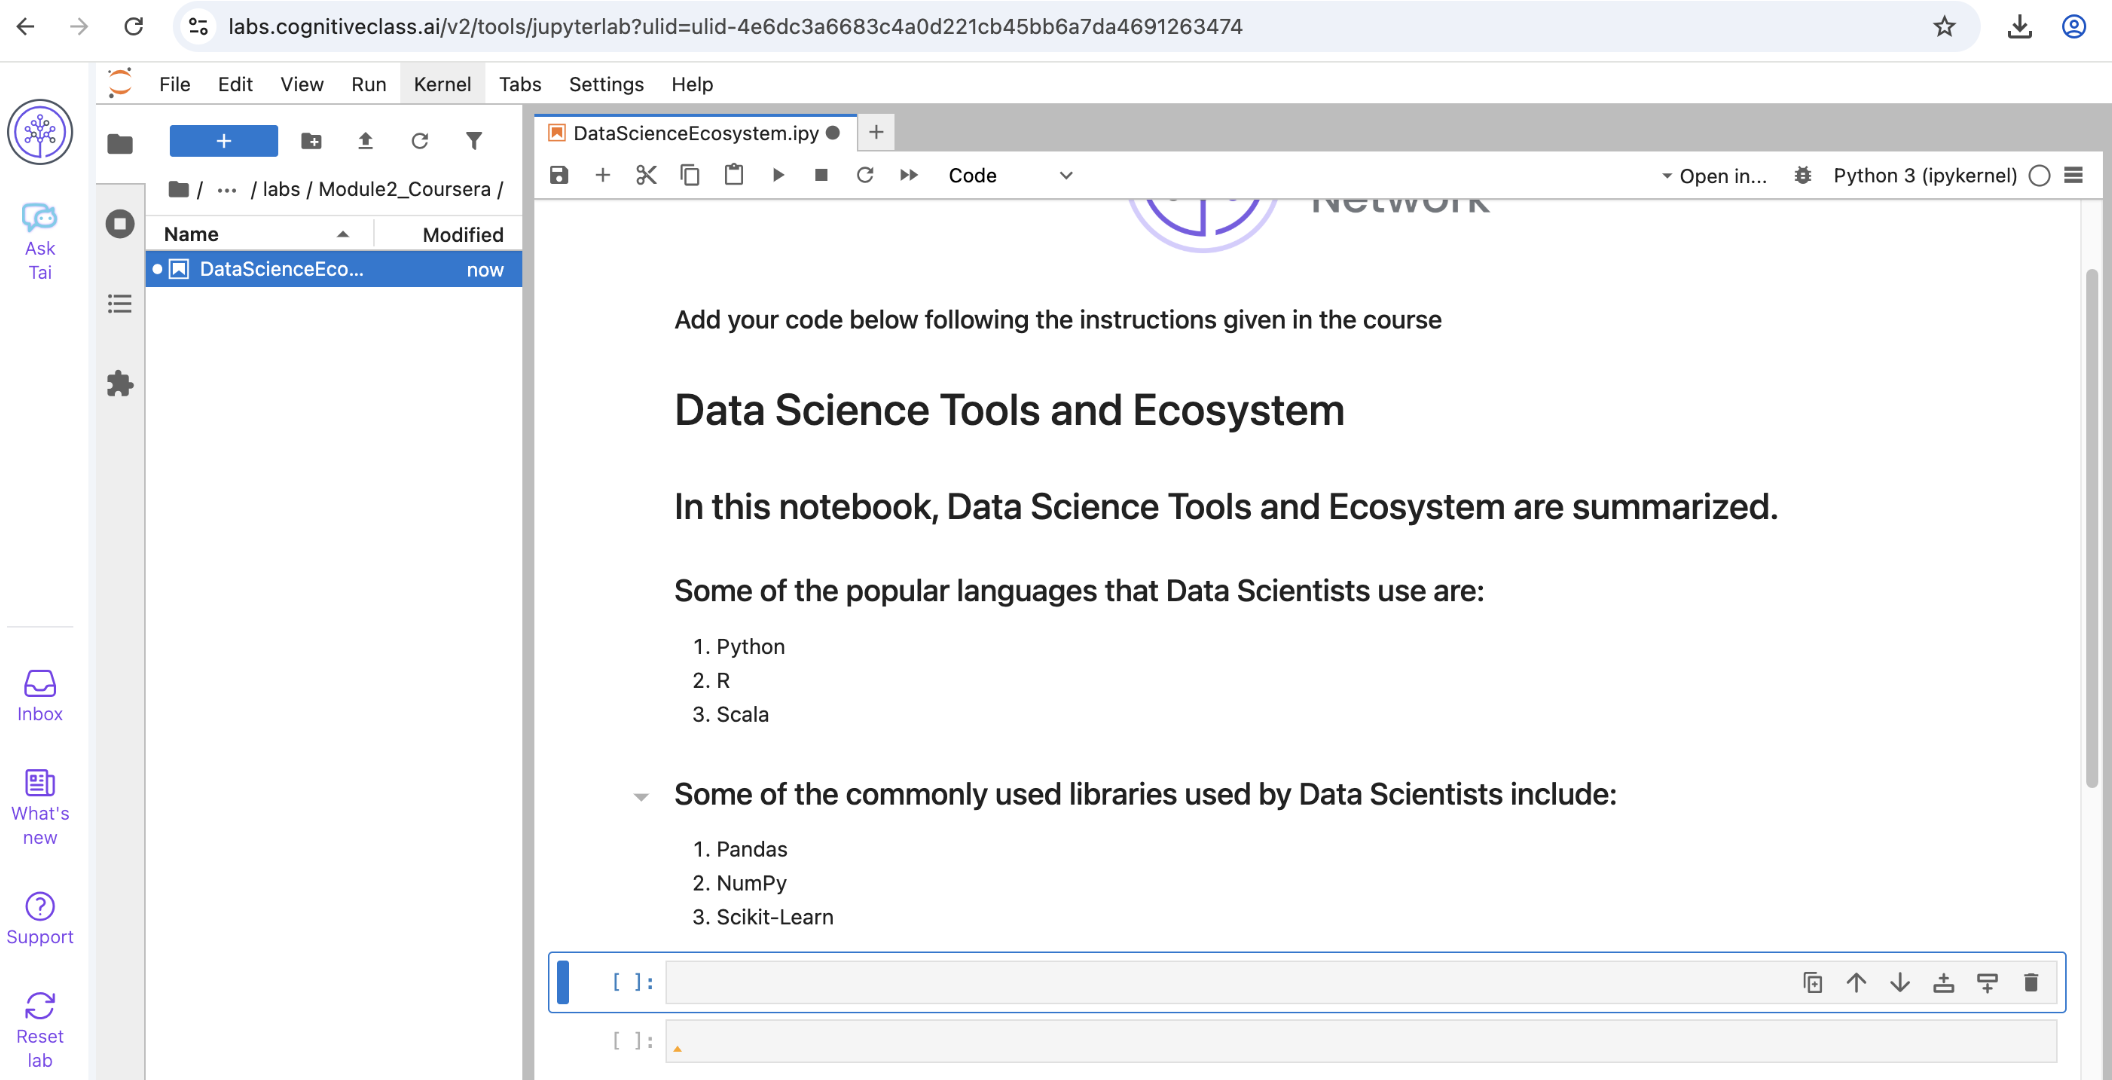 labs.cognitiveclass.ai/v2/tools/jupyterlab?ulid=ulid-4e6dc3a6683c4a0d221cb45bb6a7da4691263474
File Edit View Run Kernel Tabs Settings Help
Ask
Tai
Inbox
What's
new
Support
Reset
lab
+
/ ··· / labs / Module2_Coursera /
Name Modified
DataScienceEco... now
DataScienceEcosystem.ipy
Code
Open in...
Python 3 (ipykernel)
Network
Add your code below following the instructions given in the course
Data Science Tools and Ecosystem
In this notebook, Data Science Tools and Ecosystem are summarized.
Some of the popular languages that Data Scientists use are:
1. Python
2. R
3. Scala
Some of the commonly used libraries used by Data Scientists include:
1. Pandas
2. NumPy
3. Scikit-Learn
[ ]:
[ ]: